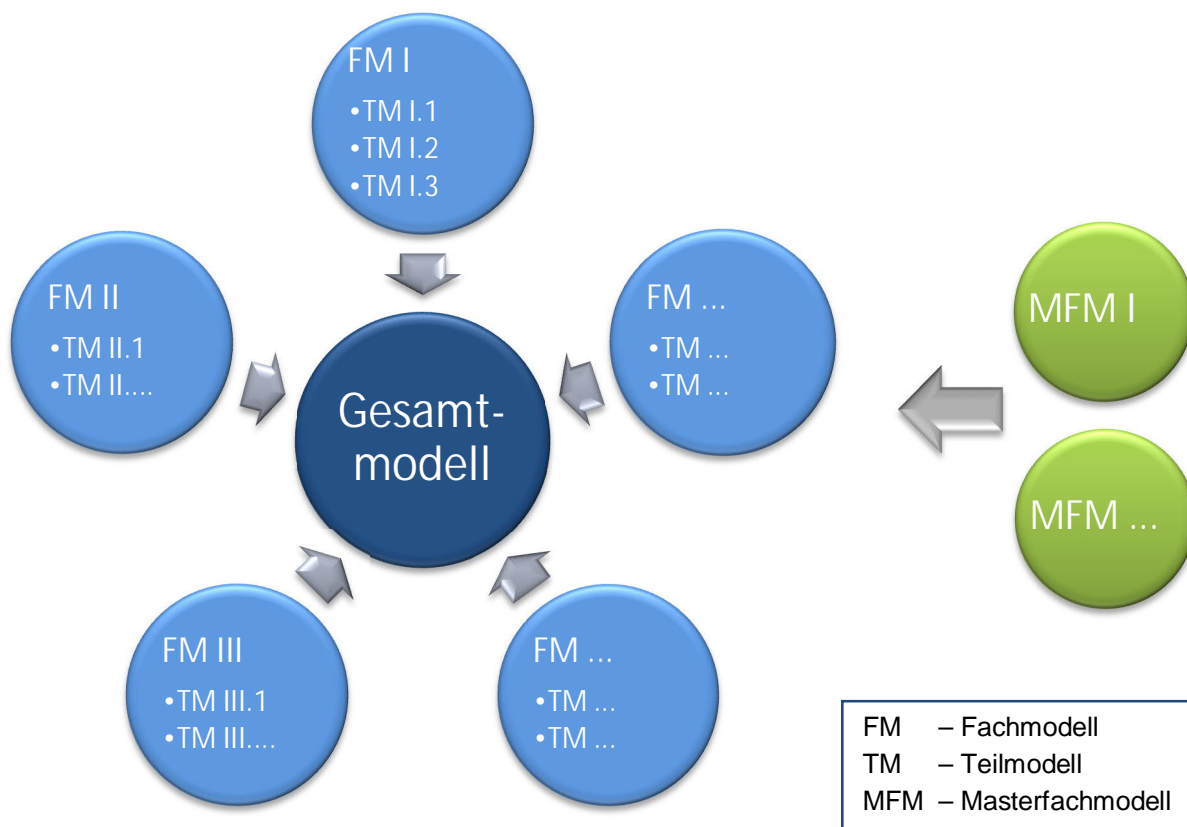 FM I
•TM I.1
•TM I.2
•TM I.3
FM II
•TM II.1
•TM II....
FM ...
•TM ...
•TM ...
Gesamt-
modell
FM III
•TM III.1
•TM III....
FM ...
•TM ...
•TM ...
MFM I
MFM ...
FM – Fachmodell
TM – Teilmodell
MFM – Masterfachmodell